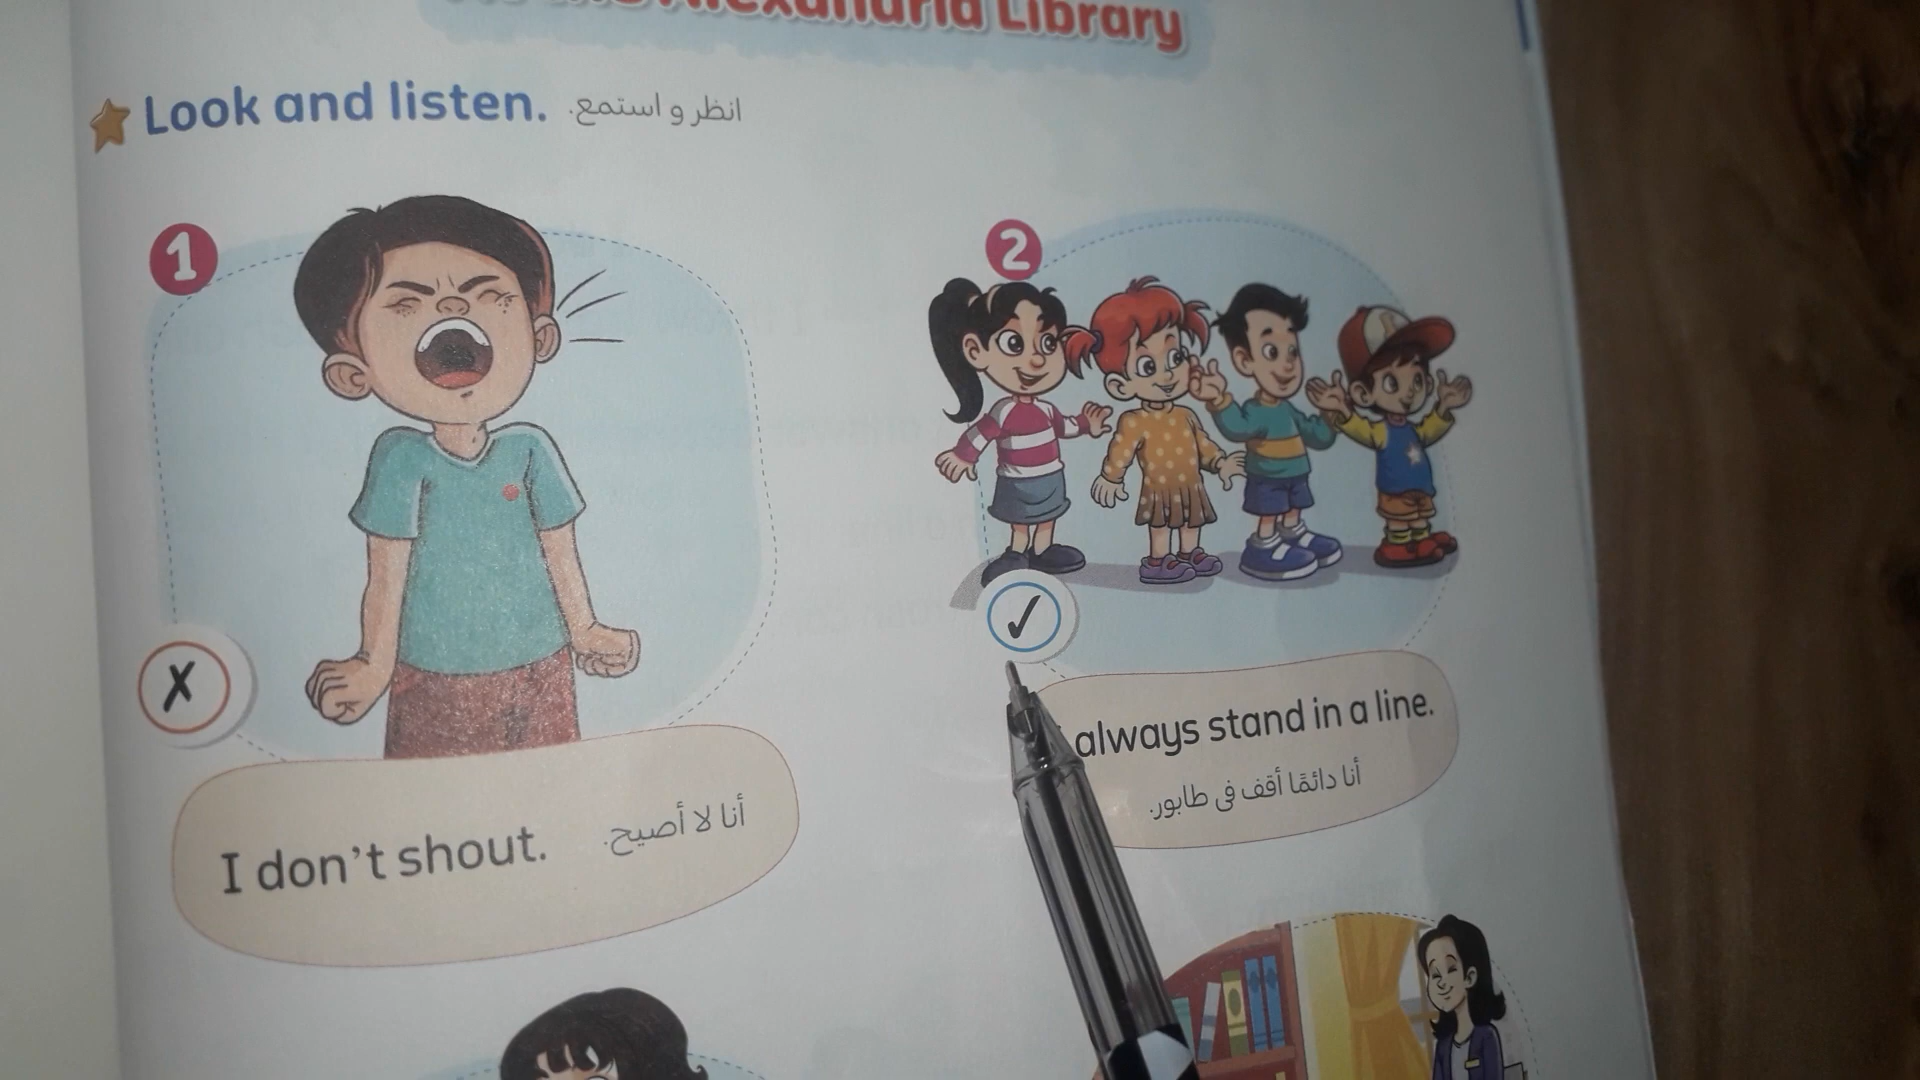 Alexandria Library
Look and listen. انظر و استمع.
1
2
I don't shout. أنا لا أصيح.
always stand in a line.
أنا دائمًا أقف فى طابور.